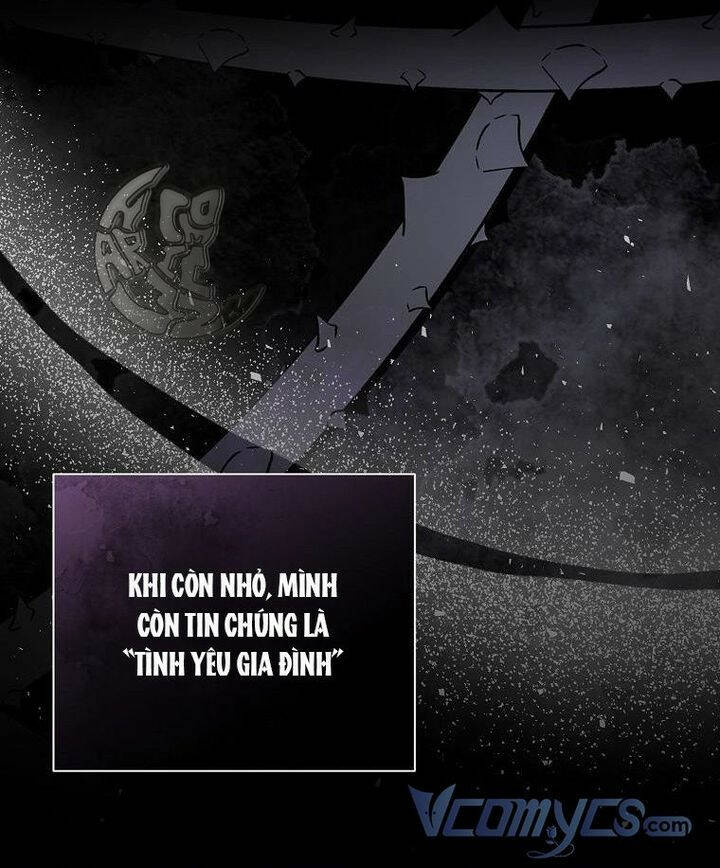 KHI CÒN NHỎ, MÌNH
CÒN TIN CHÚNG LÀ
“TÌNH YÊU GIA ĐÌNH”
VCOMYCS.com